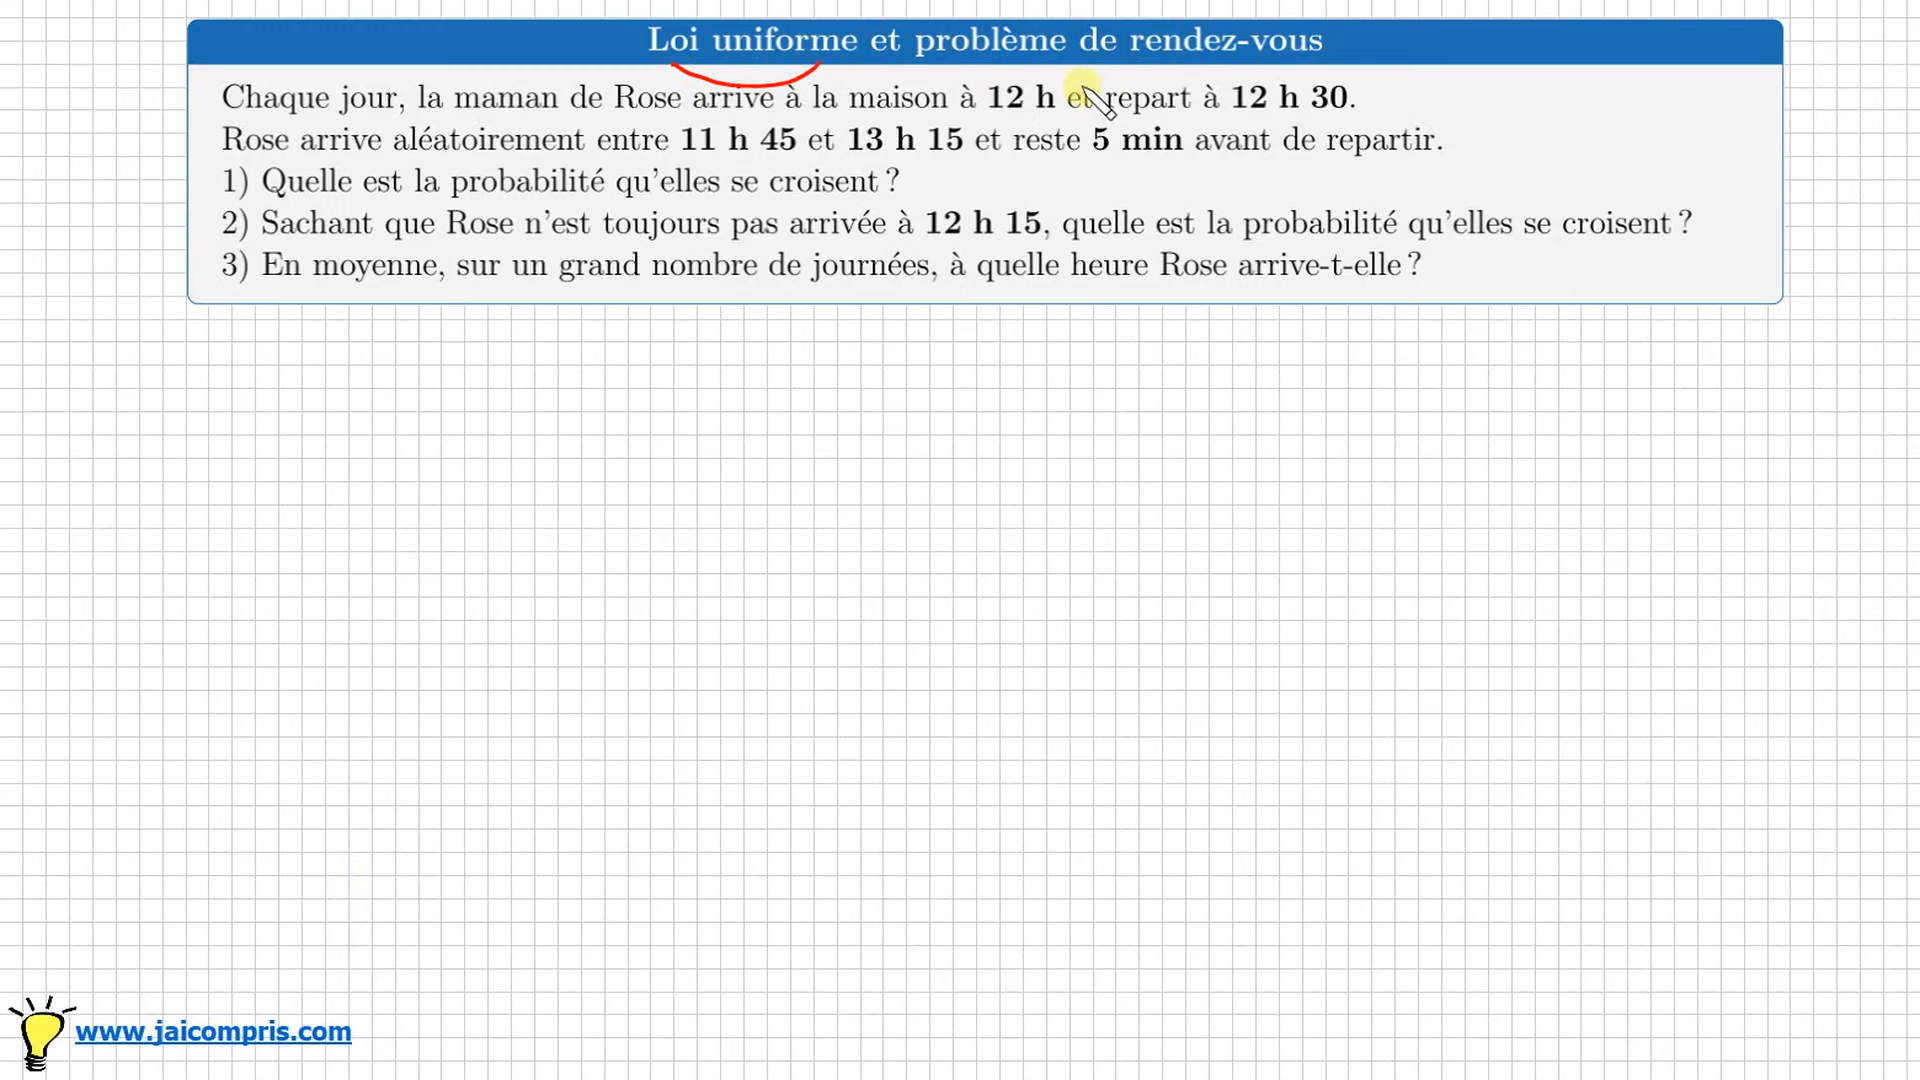 Loi uniforme et problème de rendez-vous
Chaque jour, la maman de Rose arrive à la maison à 12 h et repart à 12 h 30.
Rose arrive aléatoirement entre 11 h 45 et 13 h 15 et reste 5 min avant de repartir.
1) Quelle est la probabilité qu'elles se croisent ?
2) Sachant que Rose n'est toujours pas arrivée à 12 h 15, quelle est la probabilité qu'elles se croisent ?
3) En moyenne, sur un grand nombre de journées, à quelle heure Rose arrive-t-elle ?
www.jaicompris.com